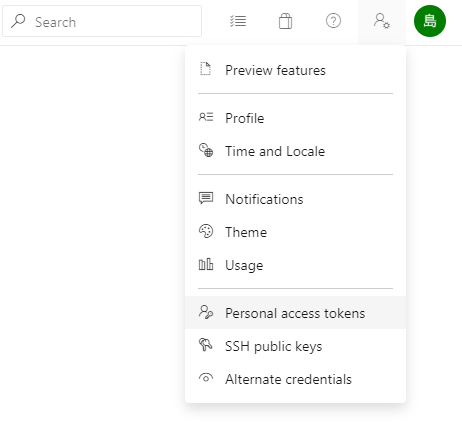 Search
島
Preview features
Profile
Time and Locale
Notifications
Theme
Usage
Personal access tokens
SSH public keys
Alternate credentials